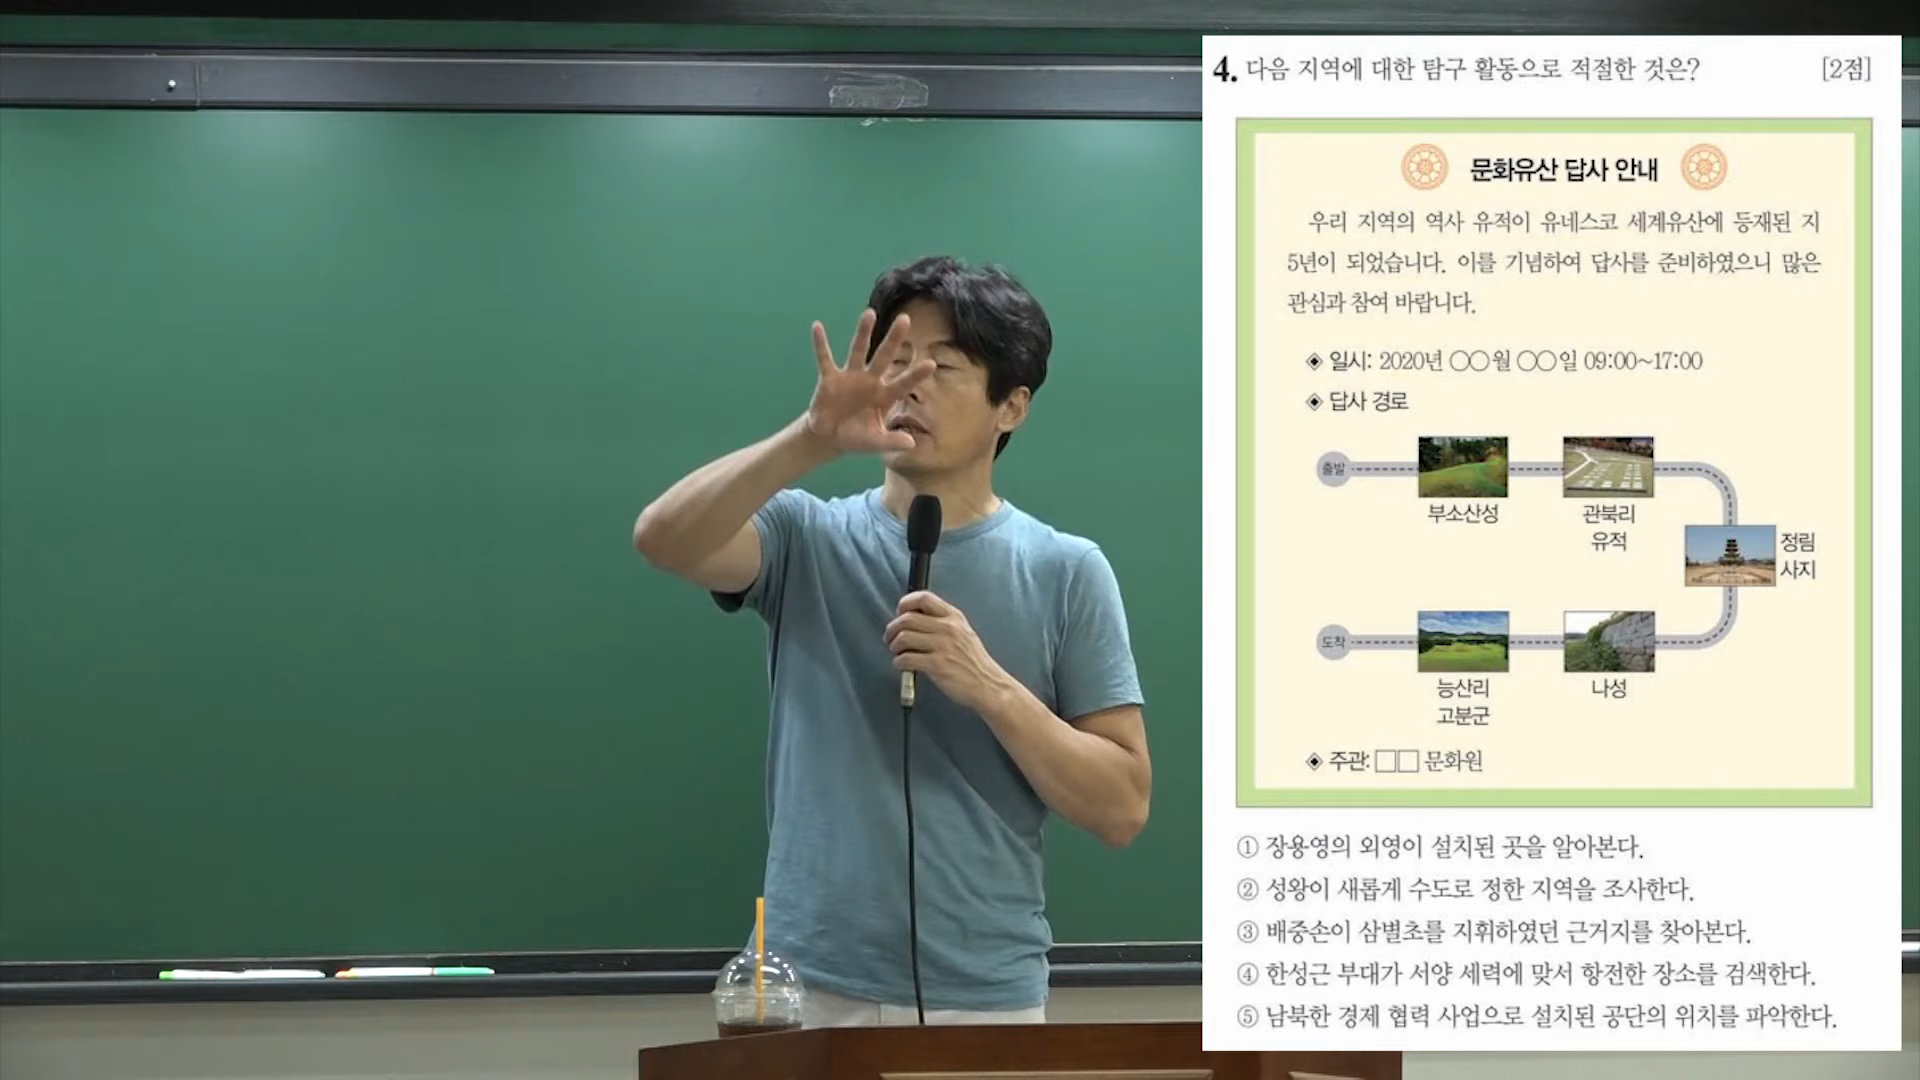 4. 다음 지역에 대한 탐구 활동으로 적절한 것은? [2점]
문화유산 답사 안내
우리 지역의 역사 유적이 유네스코 세계유산에 등재된 지
5년이 되었습니다. 이를 기념하여 답사를 준비하였으니 많은
관심과 참여 바랍니다.
◈ 일시: 2020년 ○○월 ○○일 09:00~17:00
◈ 답사 경로
출발
부소산성
관북리
유적
정림
사지
도착
능산리
고분군
나성
◈ 주관: □□ 문화원
① 장용영의 외영이 설치된 곳을 알아본다.
② 성왕이 새롭게 수도로 정한 지역을 조사한다.
③ 배중손이 삼별초를 지휘하였던 근거지를 찾아본다.
④ 한성근 부대가 서양 세력에 맞서 항전한 장소를 검색한다.
⑤ 남북한 경제 협력 사업으로 설치된 공단의 위치를 파악한다.